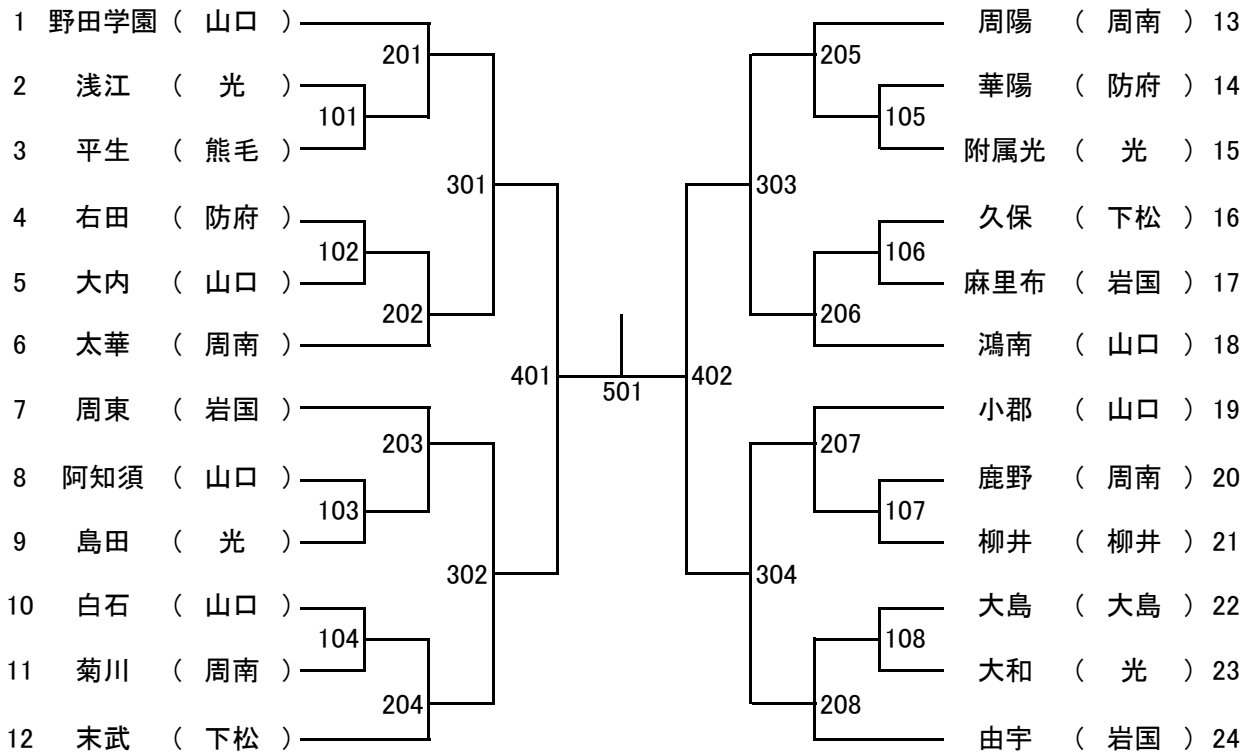 1 野田学園 ( 山口 )
201
2 浅江 ( 光 )
101
3 平生 ( 熊毛 )
301
4 右田 ( 防府 )
102
5 大内 ( 山口 )
202
6 太華 ( 周南 )
401
7 周東 ( 岩国 )
203
8 阿知須 ( 山口 )
103
9 島田 ( 光 )
302
10 白石 ( 山口 )
104
11 菊川 ( 周南 )
204
12 末武 ( 下松 )
501
周陽 ( 周南 ) 13
205
華陽 ( 防府 ) 14
105
附属光 ( 光 ) 15
303
久保 ( 下松 ) 16
106
麻里布 ( 岩国 ) 17
206
鴻南 ( 山口 ) 18
402
小郡 ( 山口 ) 19
207
鹿野 ( 周南 ) 20
107
柳井 ( 柳井 ) 21
304
大島 ( 大島 ) 22
108
大和 ( 光 ) 23
208
由宇 ( 岩国 ) 24